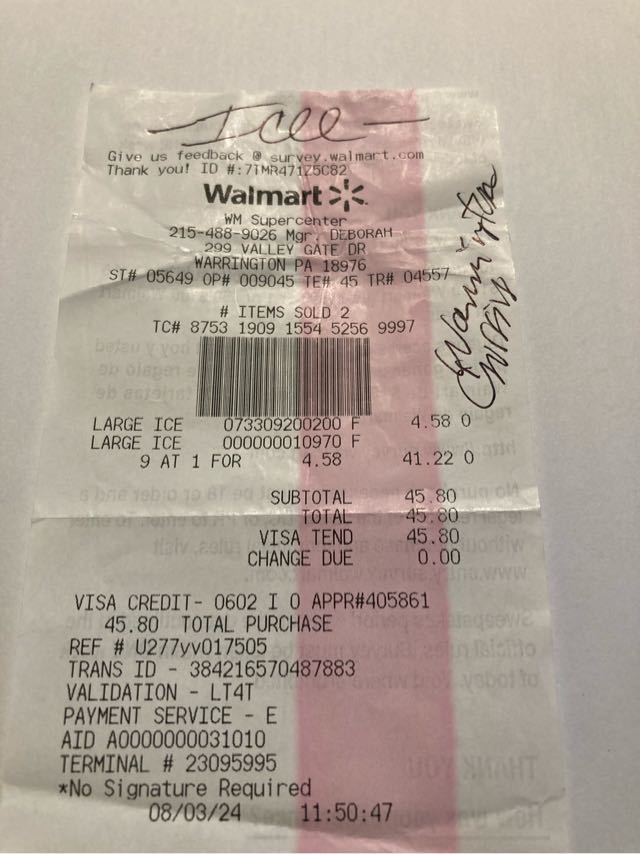 Icee
Give us feedback @ survey.walmart.com
Thank you! ID #:7TMR471Z5C82
Walmart
WM Supercenter
215-488-9026 Mgr. DEBORAH
299 VALLEY GATE DR
WARRINGTON PA 18976
ST# 05649 OP# 009045 TE# 45 TR# 04557
# ITEMS SOLD 2
TC# 8753 1909 1554 5256 9997
LARGE ICE 073309200200 F 4.58 O
LARGE ICE 000000010970 F
9 AT 1 FOR 4.58 41.22 O
SUBTOTAL 45.80
TOTAL 45.80
VISA TEND 45.80
CHANGE DUE 0.00
VISA CREDIT- 0602 I 0 APPR#405861
45.80 TOTAL PURCHASE
REF # U277yv017505
TRANS ID - 384216570487883
VALIDATION - LT4T
PAYMENT SERVICE - E
AID A0000000031010
TERMINAL # 23095995
*No Signature Required
08/03/24 11:50:47